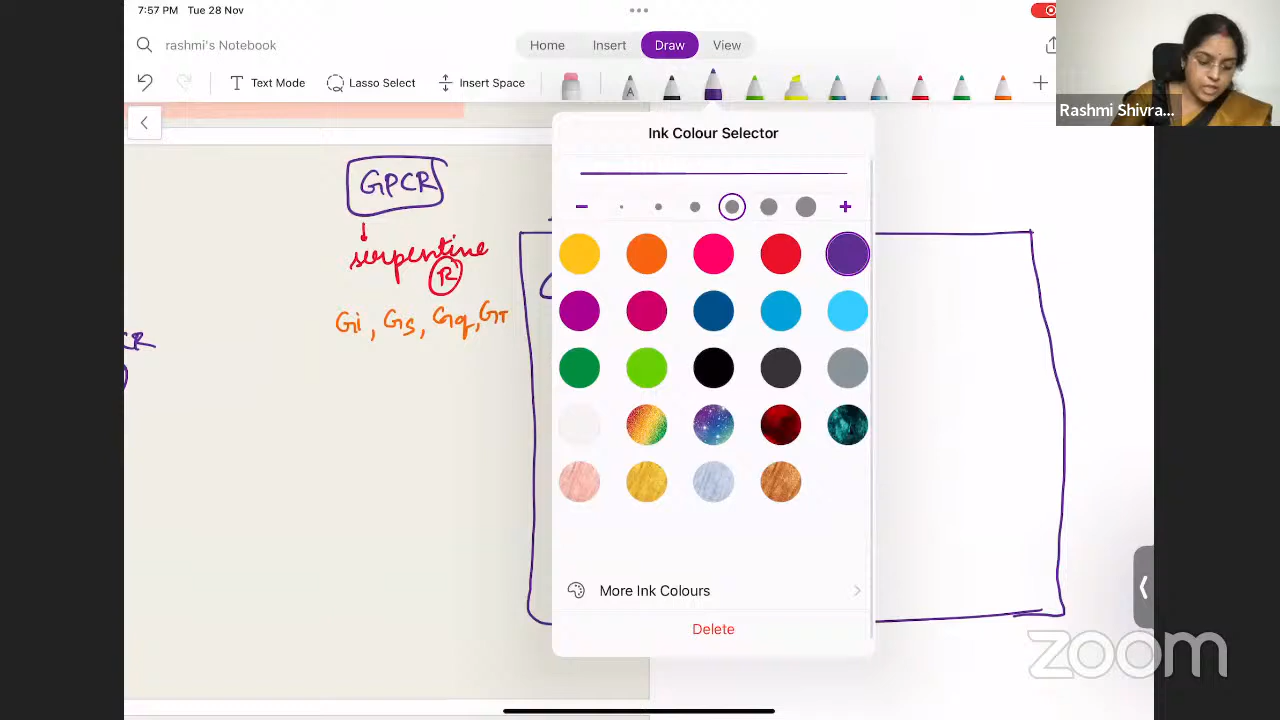 7:57 PM Tue 28 Nov
rashmi's Notebook
Home Insert Draw View
Text Mode Lasso Select Insert Space
A
Rashmi Shivra...
Ink Colour Selector
GPCR
serpentine
R
Gi, Gs, Gq, GT
CR
More Ink Colours
Delete
zoom